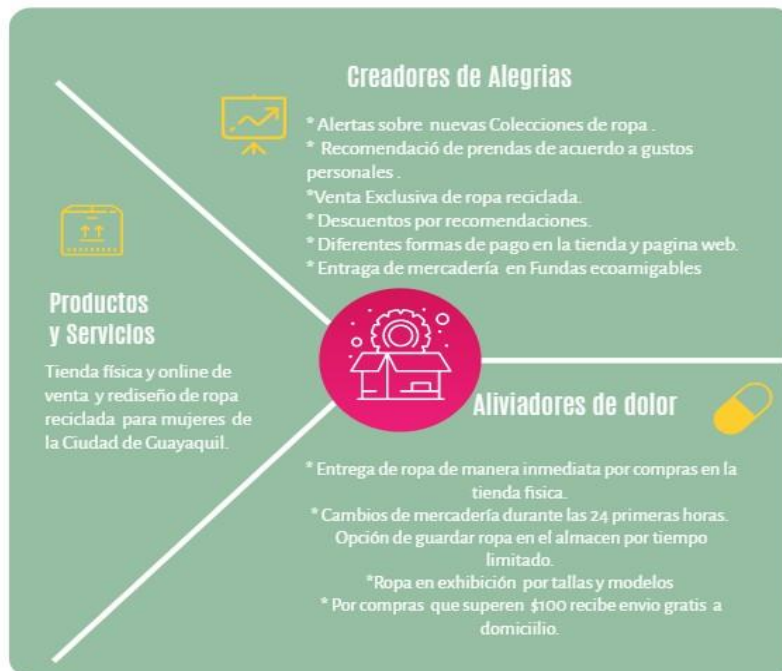 Creadores de Alegrias
* Alertas sobre nuevas Colecciones de ropa .
* Recomendació de prendas de acuerdo a gustos
personales .
*Venta Exclusiva de ropa reciclada.
* Descuentos por recomendaciones.
* Diferentes formas de pago en la tienda y pagina web.
* Entraga de mercadería en Fundas ecoamigables
Productos
y Servicios
Tienda física y online de
venta y rediseño de ropa
reciclada para mujeres de
la Ciudad de Guayaquil.
Aliviadores de dolor
* Entrega de ropa de manera inmediata por compras en la
tienda fisica.
* Cambios de mercadería durante las 24 primeras horas.
Opción de guardar ropa en el almacen por tiempo
limitado.
*Ropa en exhibición por tallas y modelos
* Por compras que superen $100 recibe envio gratis a
domiciilio.